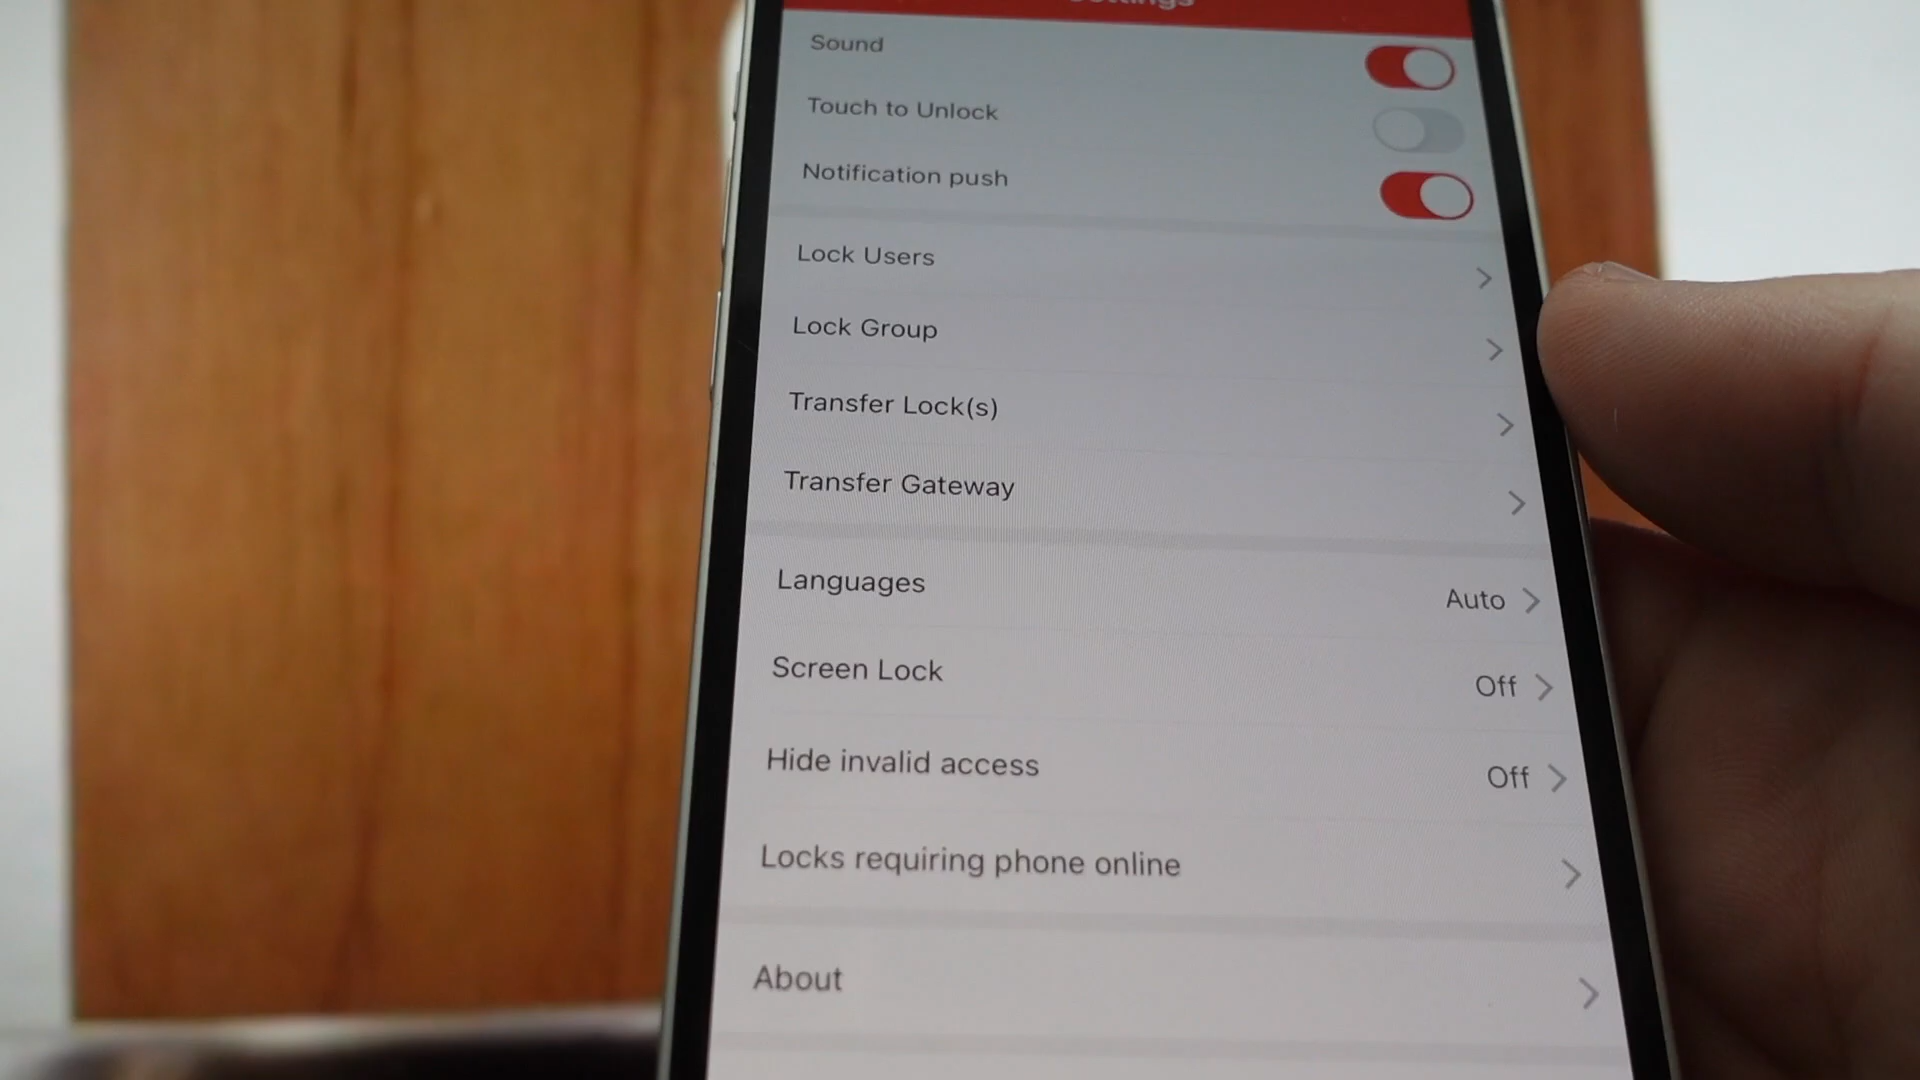 Settings
Sound
Touch to Unlock
Notification push
Lock Users
Lock Group
Transfer Lock(s)
Transfer Gateway
Languages Auto
Screen Lock Off
Hide invalid access Off
Locks requiring phone online
About